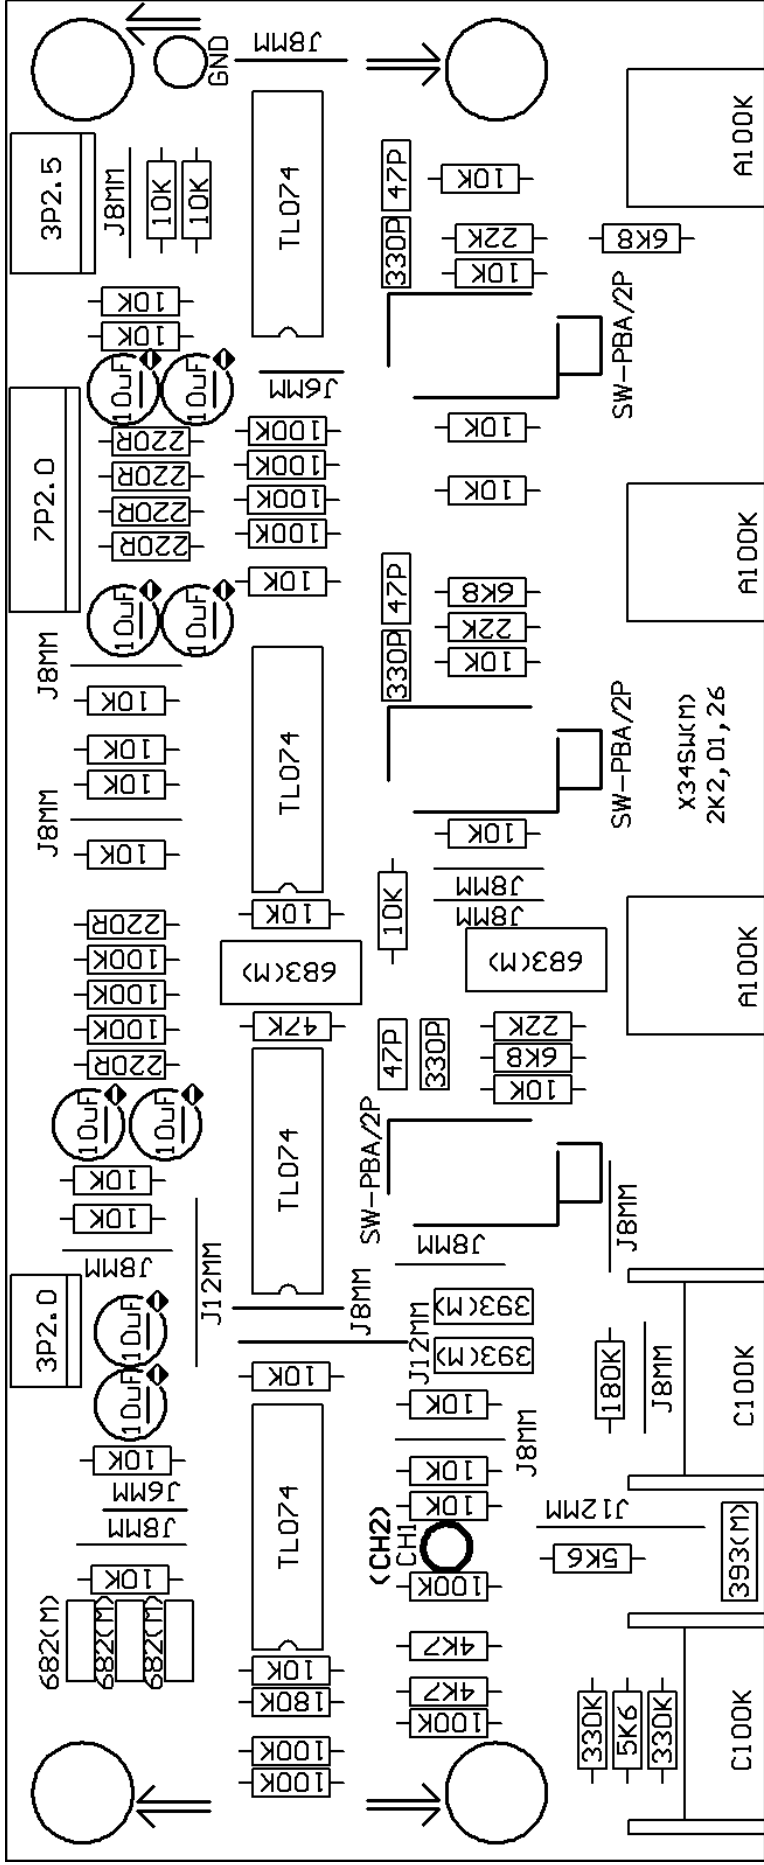 J8MM
GND
3P2.5
J8MM
10K
10K
TL074
47P
10K
A100K
330P
22K
6K8
10K
10K
10K
SW-PBA/2P
10uF
10uF
J6MM
7P2.0
220R
220R
220R
220R
100K
100K
100K
100K
10K
10K
10K
A100K
47P
6K8
22K
10K
330P
10uF
10uF
J8MM
10K
10K
10K
TL074
SW-PBA/2P
X34SW(M)
2K2,01,26
J8MM
10K
10K
J8MM
J8MM
10K
10K
220R
100K
100K
100K
220R
683(M)
683(M)
A100K
47K
47P
330P
22K
6K8
10K
10uF
10uF
TL074
SW-PBA/2P
10K
10K
J8MM
J12MM
J8MM
J8MM
3P2.0
10uF
10uF
J8MM
J12MM
393(M)
393(M)
180K
J8MM
C100K
10K
10K
J8MM
10K
J6MM
J8MM
10K
TL074
10K
10K
(CH2)
CH1
100K
J12MM
5K6
393(M)
682(M)
682(M)
682(M)
10K
180K
100K
100K
4K7
4K7
100K
330K
5K6
330K
C100K